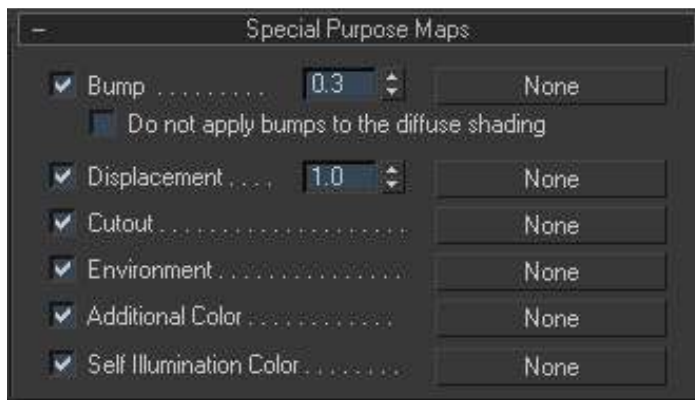 Special Purpose Maps
Bump ......... 0.3 None
Do not apply bumps to the diffuse shading
Displacement .... 1.0 None
Cutout ..................... None
Environment ............... None
Additional Color ............ None
Self Illumination Color ........ None